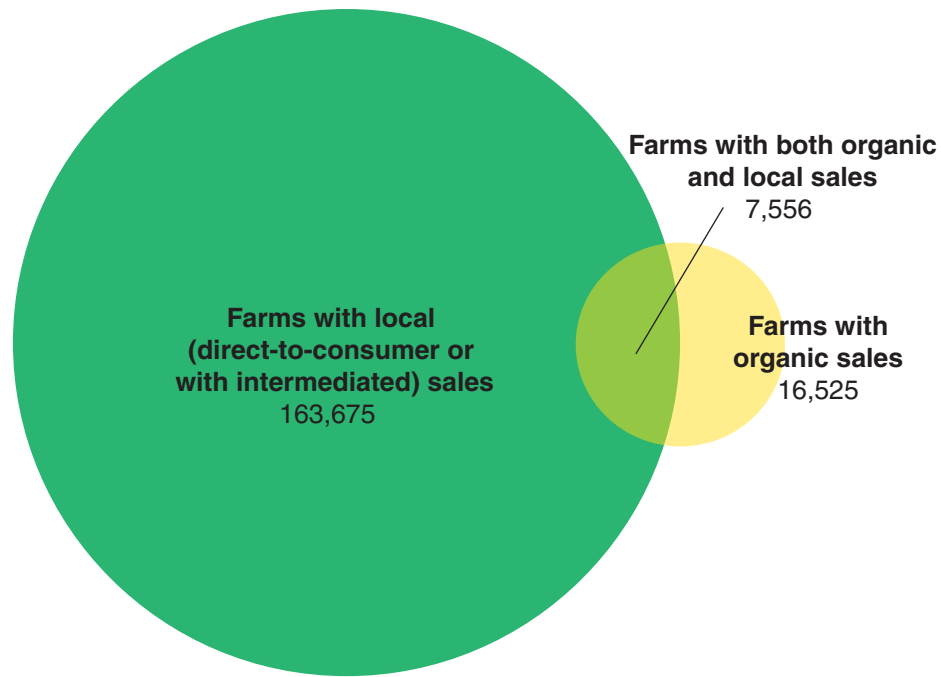 Farms with both organic
and local sales
7,556
Farms with local
(direct-to-consumer or
with intermediated) sales
163,675
Farms with
organic sales
16,525